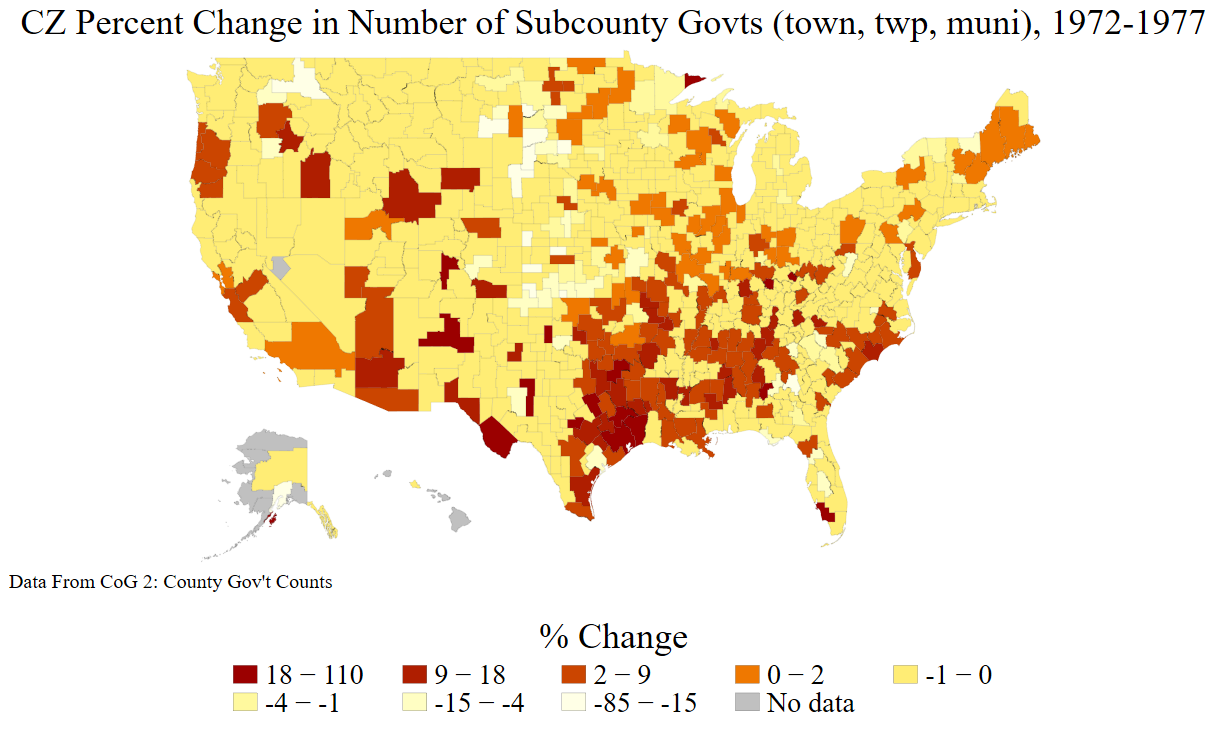 CZ Percent Change in Number of Subcounty Govts (town, twp, muni), 1972-1977
Data From CoG 2: County Gov't Counts
% Change
18 − 110 9 − 18 2 − 9 0 − 2 -1 − 0
-4 − -1 -15 − -4 -85 − -15 No data